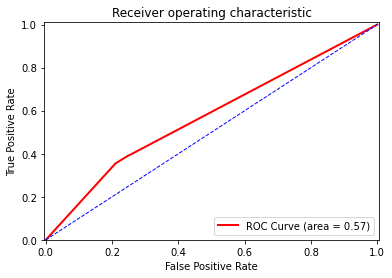 Receiver operating characteristic
True Positive Rate
1.0
0.8
0.6
0.4
0.2
0.0
ROC Curve (area = 0.57)
0.0 0.2 0.4 0.6 0.8 1.0
False Positive Rate